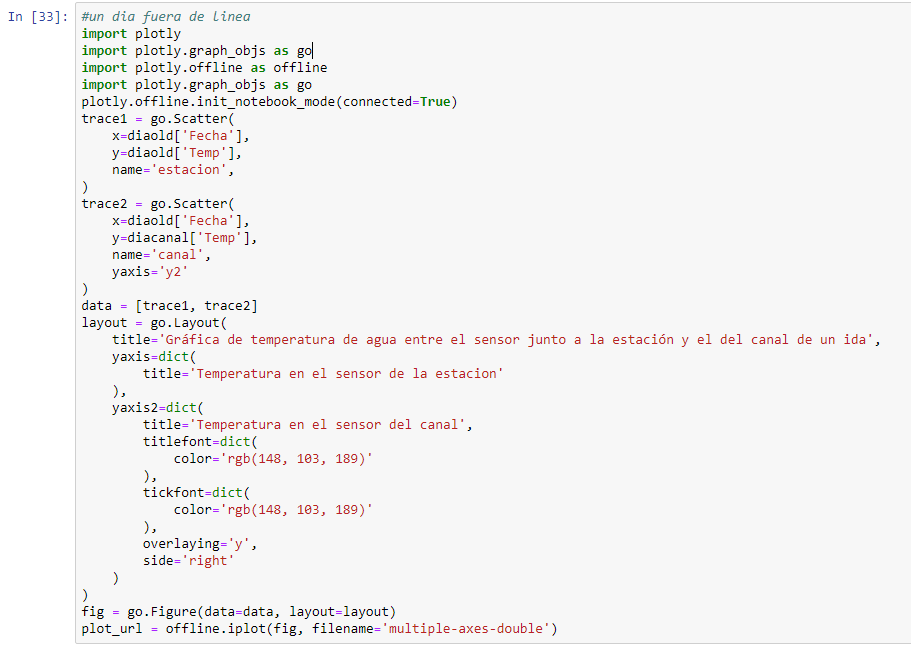 In [33]: #un dia fuera de linea
import plotly
import plotly.graph_objs as go
import plotly.offline as offline
import plotly.graph_objs as go
plotly.offline.init_notebook_mode(connected=True)
trace1 = go.Scatter(
    x=diaold['Fecha'],
    y=diaold['Temp'],
    name='estacion',
)
trace2 = go.Scatter(
    x=diaold['Fecha'],
    y=diacanal['Temp'],
    name='canal',
    yaxis='y2'
)
data = [trace1, trace2]
layout = go.Layout(
    title='Gráfica de temperatura de agua entre el sensor junto a la estación y el del canal de un ida',
    yaxis=dict(
        title='Temperatura en el sensor de la estacion'
    ),
    yaxis2=dict(
        title='Temperatura en el sensor del canal',
        titlefont=dict(
            color='rgb(148, 103, 189)'
        ),
        tickfont=dict(
            color='rgb(148, 103, 189)'
        ),
        overlaying='y',
        side='right'
    )
)
fig = go.Figure(data=data, layout=layout)
plot_url = offline.iplot(fig, filename='multiple-axes-double')